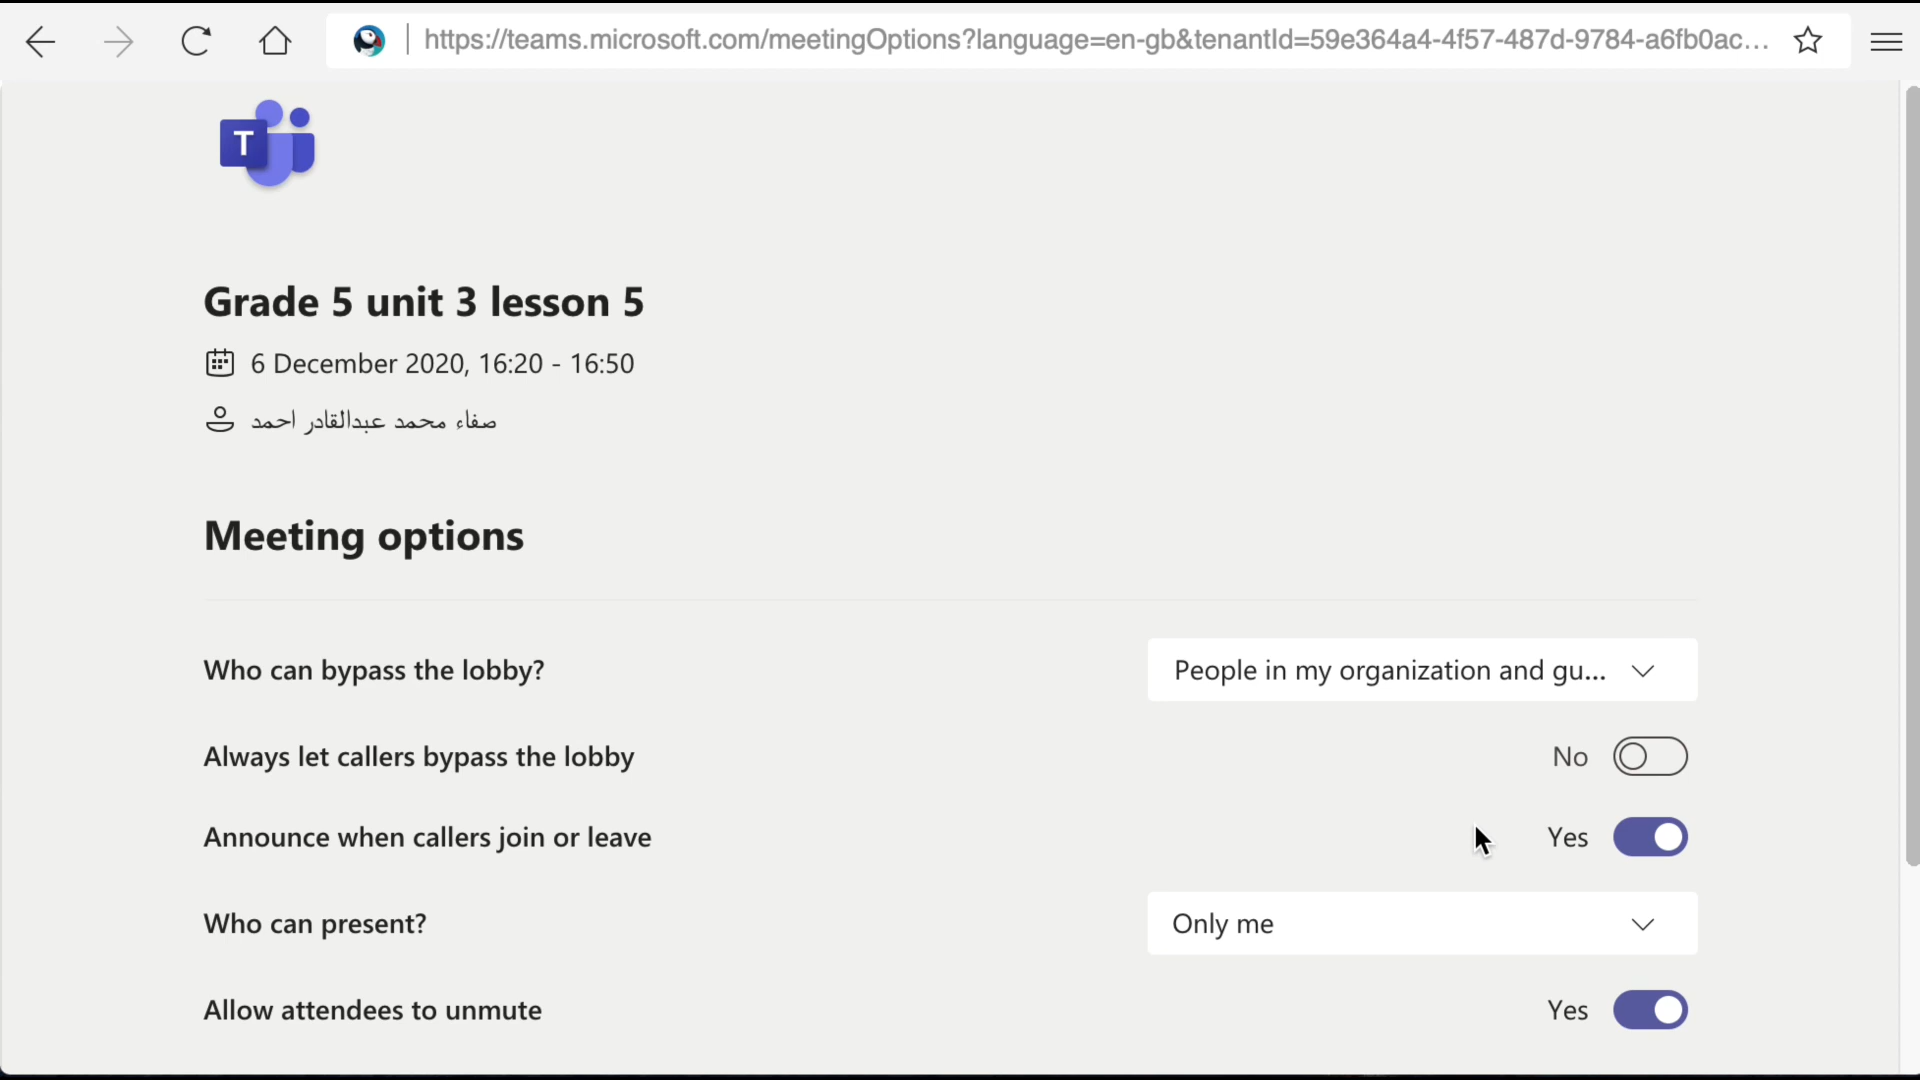 https://teams.microsoft.com/meetingOptions?language=en-gb&tenantId=59e364a4-4f57-487d-9784-a6fb0ac...
T
Grade 5 unit 3 lesson 5
6 December 2020, 16:20 - 16:50
صفاء محمد عبدالقادر احمد
Meeting options
Who can bypass the lobby?
People in my organization and gu...
Always let callers bypass the lobby
No
Announce when callers join or leave
Yes
Who can present?
Only me
Allow attendees to unmute
Yes